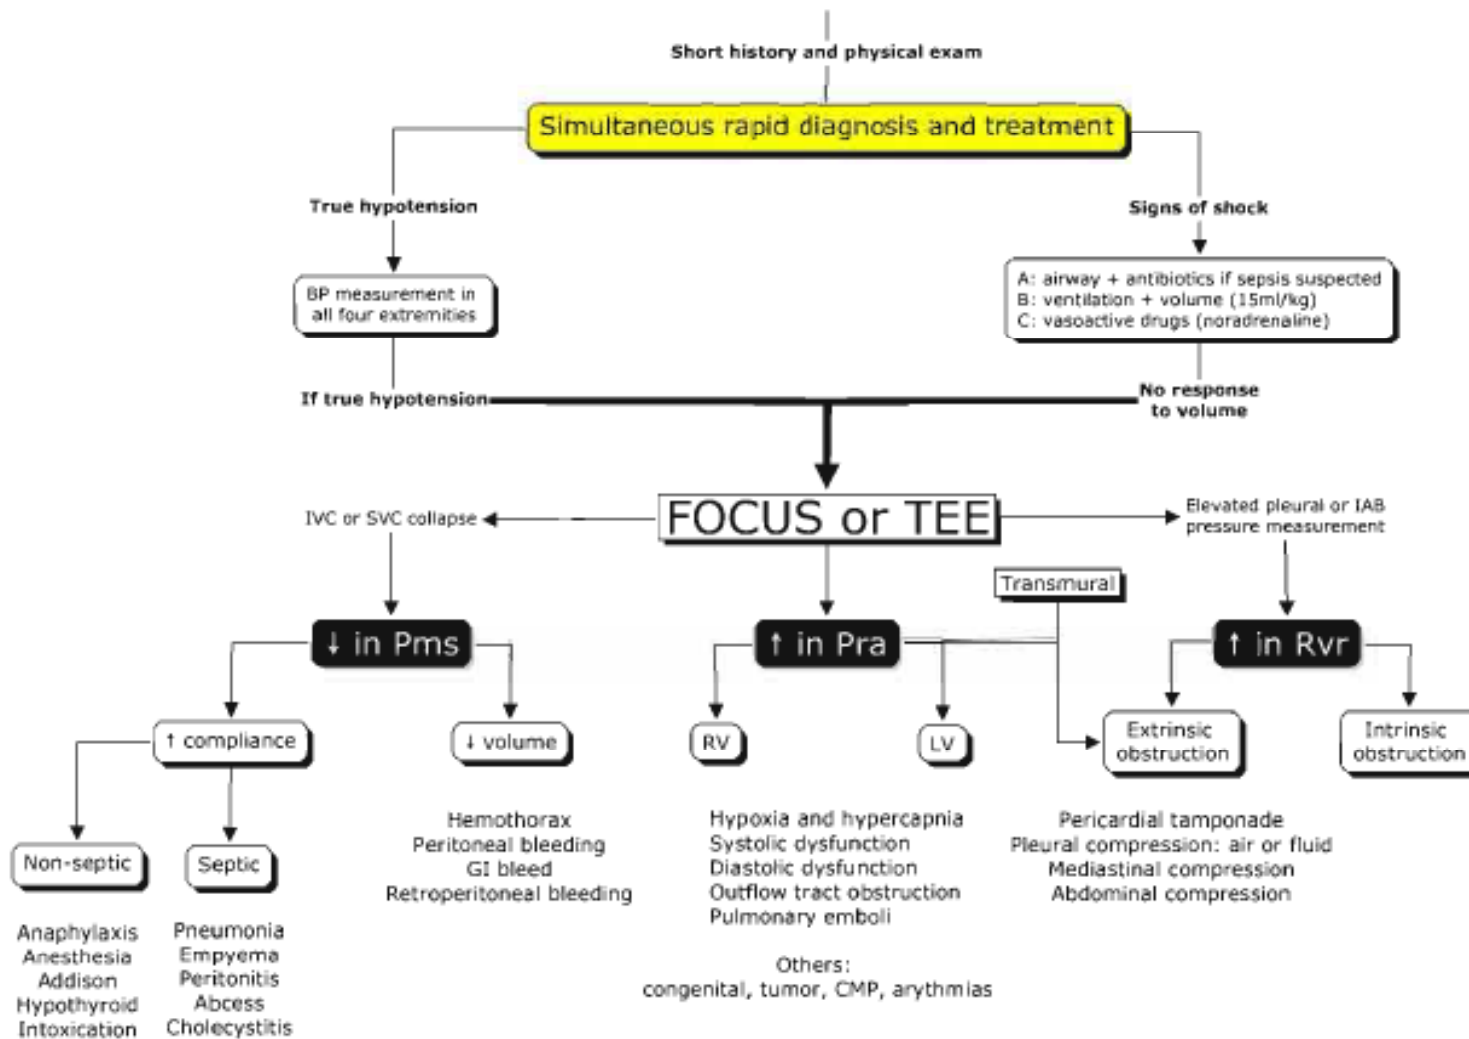 Short history and physical exam
Simultaneous rapid diagnosis and treatment
True hypotension
Signs of shock
BP measurement in
all four extremities
A: airway + antibiotics if sepsis suspected
B: ventilation + volume (15ml/kg)
C: vasoactive drugs (noradrenaline)
If true hypotension
No response
to volume
FOCUS or TEE
IVC or SVC collapse
Elevated pleural or IAB
pressure measurement
Transmural
↓ in Pms
↑ in Pra
↑ in Rvr
↑ compliance
↓ volume
RV
LV
Extrinsic
obstruction
Intrinsic
obstruction
Non-septic
Septic
Hemothorax
Peritoneal bleeding
GI bleed
Retroperitoneal bleeding
Hypoxia and hypercapnia
Systolic dysfunction
Diastolic dysfunction
Outflow tract obstruction
Pulmonary emboli
Pericardial tamponade
Pleural compression: air or fluid
Mediastinal compression
Abdominal compression
Anaphylaxis
Anesthesia
Addison
Hypothyroid
Intoxication
Pneumonia
Empyema
Peritonitis
Abcess
Cholecystitis
Others:
congenital, tumor, CMP, arythmias